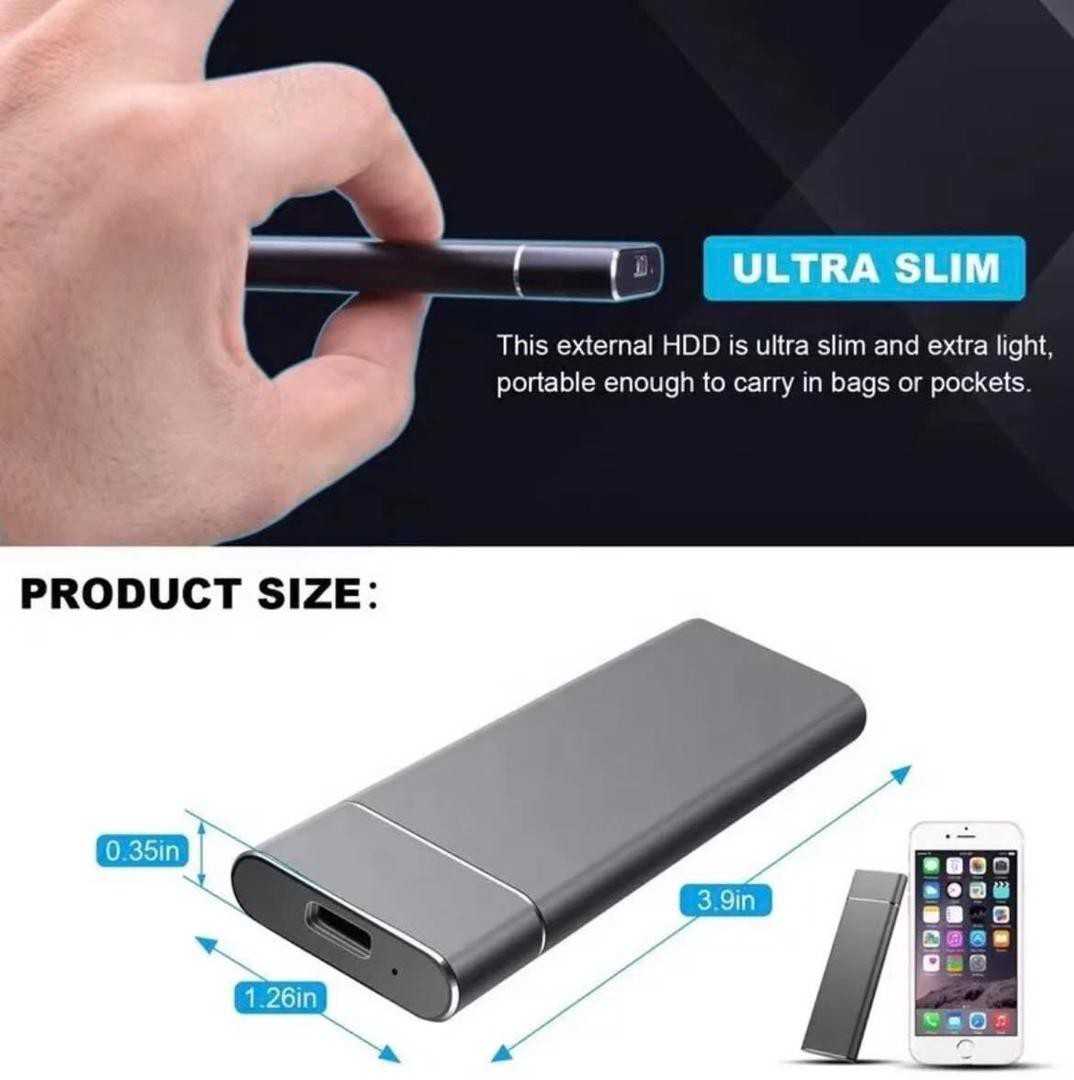 ULTRA SLIM
This external HDD is ultra slim and extra light,
portable enough to carry in bags or pockets.
PRODUCT SIZE:
0.35in
3.9in
1.26in